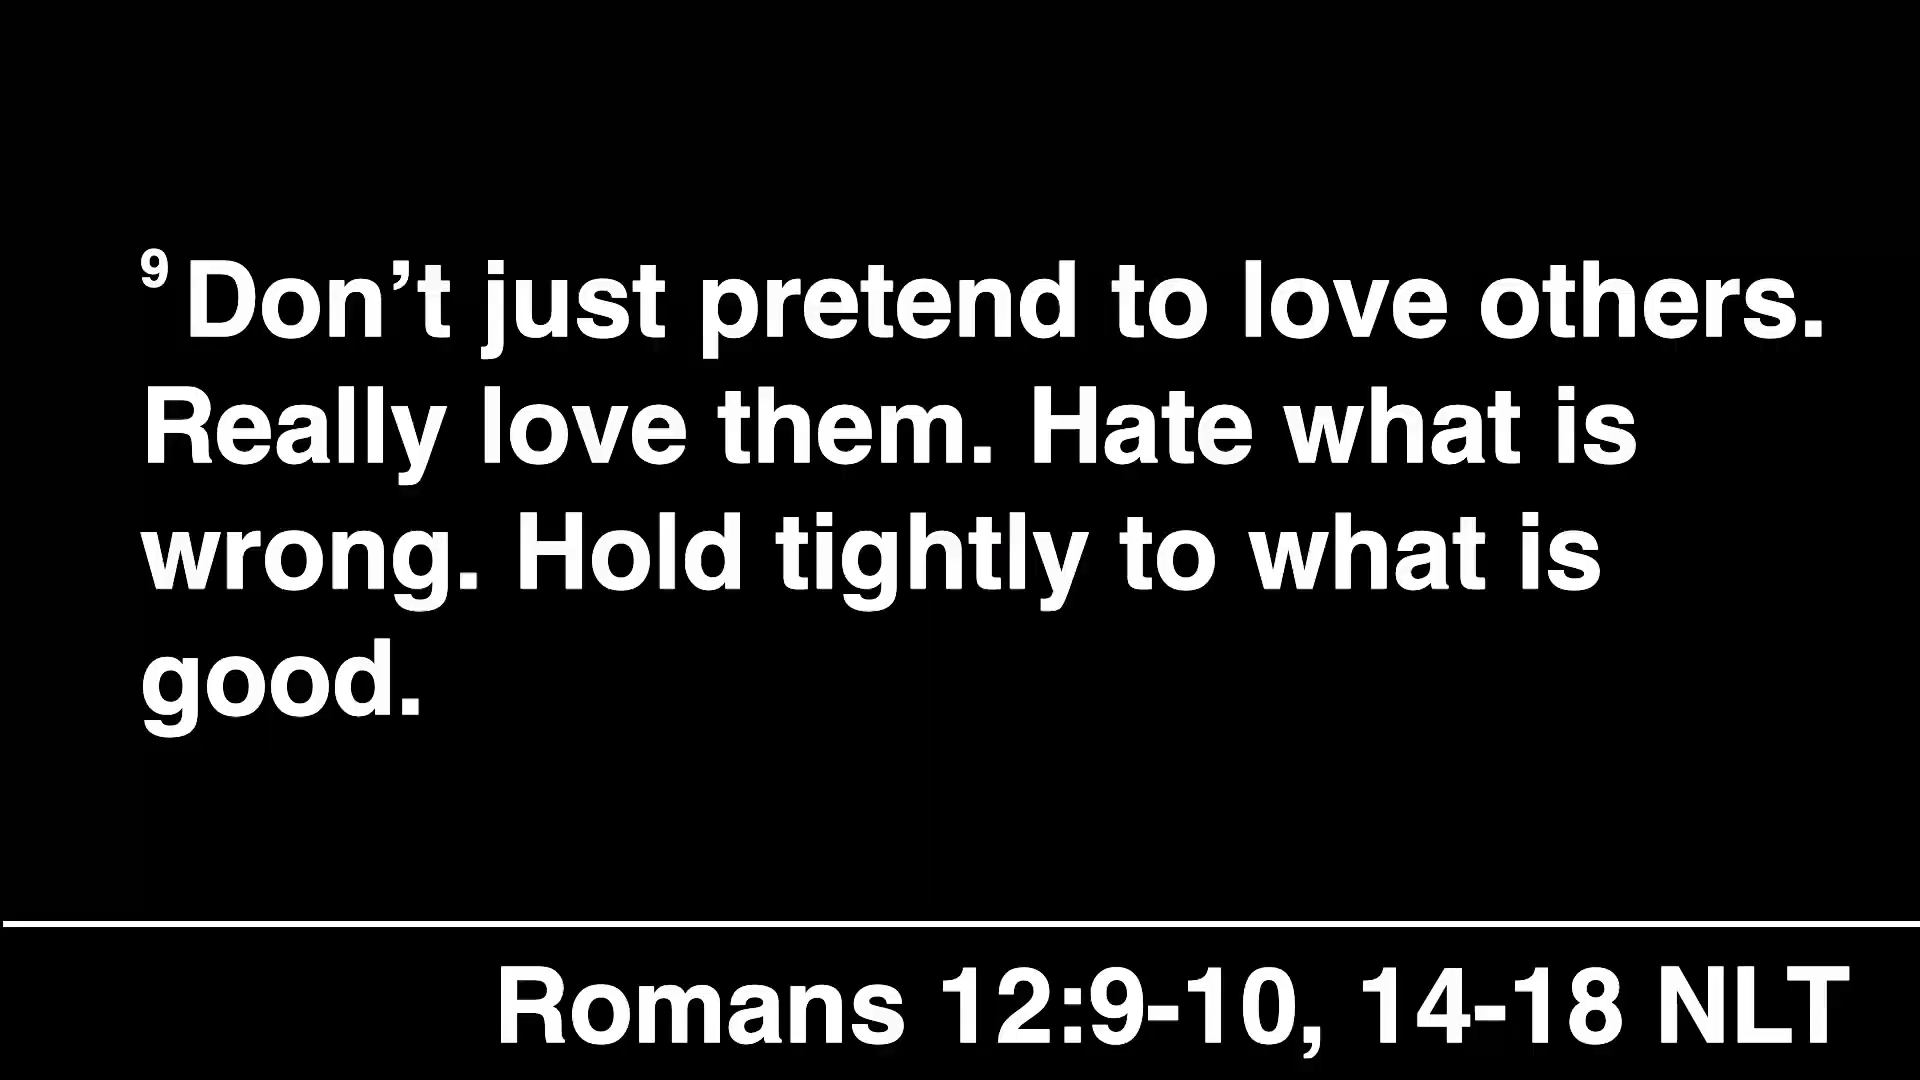 ⁹ Don’t just pretend to love others.
Really love them. Hate what is
wrong. Hold tightly to what is
good.
Romans 12:9-10, 14-18 NLT